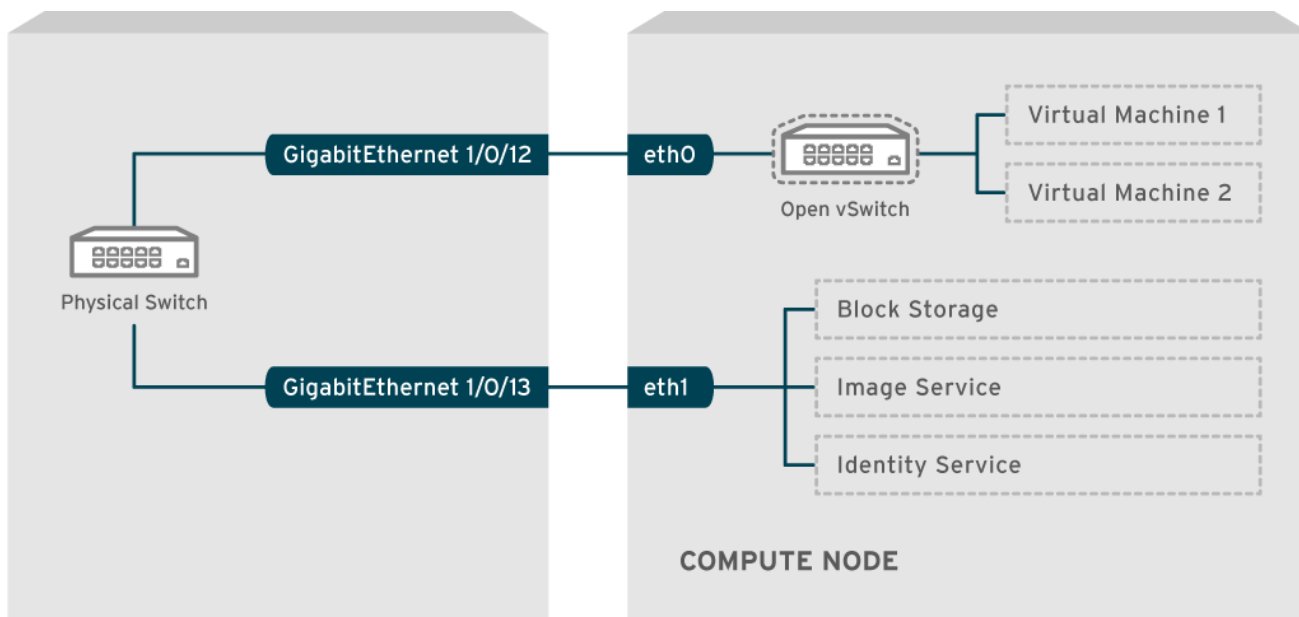 GigabitEthernet 1/0/12
eth0
Open vSwitch
Virtual Machine 1
Virtual Machine 2
Physical Switch
GigabitEthernet 1/0/13
eth1
Block Storage
Image Service
Identity Service
COMPUTE NODE